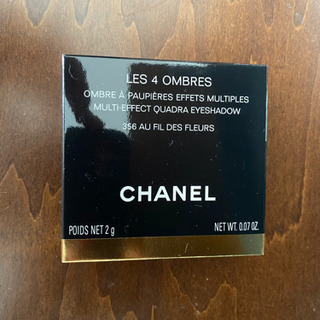 LES 4 OMBRES
OMBRE À PAUPIÈRES EFFETS MULTIPLES
MULTI-EFFECT QUADRA EYESHADOW
356 AU FIL DES FLEURS
CHANEL
POIDS NET 2 g NET WT. 0.07 OZ.